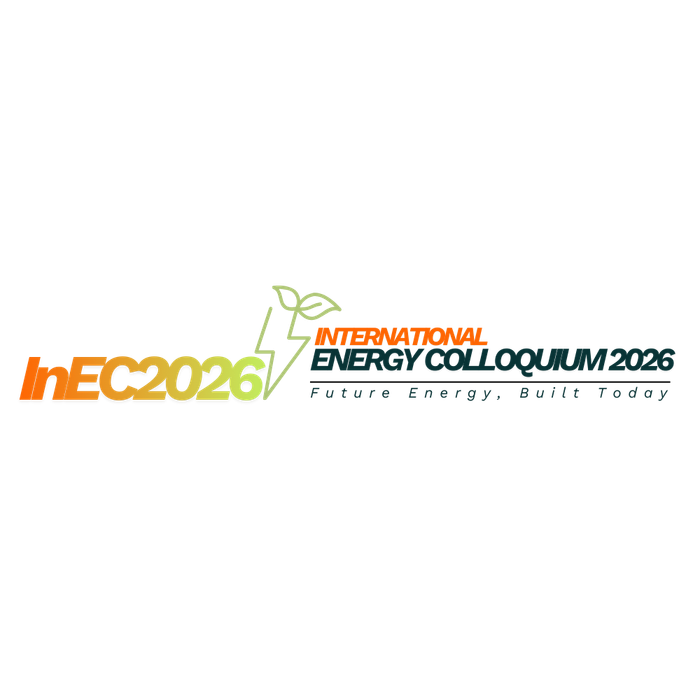 InEC2026
INTERNATIONAL
ENERGY COLLOQUIUM 2026
Future Energy, Built Today